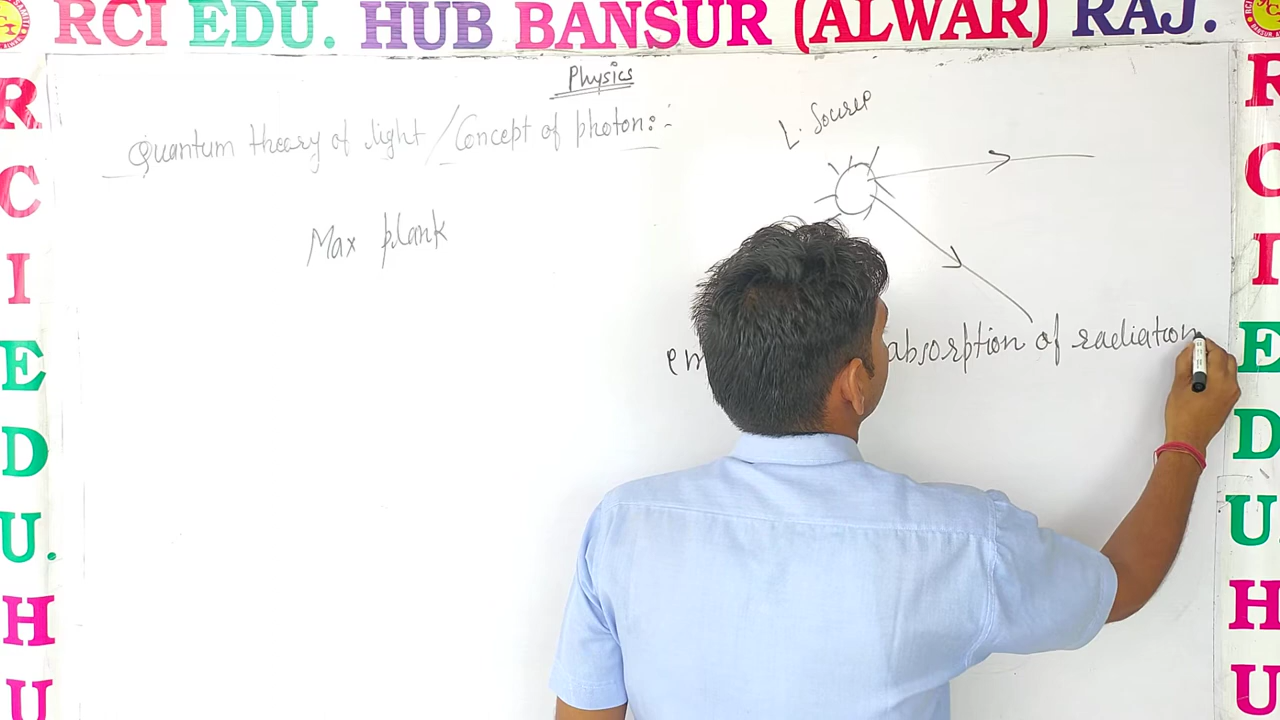 RCI EDU. HUB BANSUR (ALWAR) RAJ.
Physics
Quantum theory of light / Concept of photon:-
L. Source
Max plank
absorption of radiation
R
C
I
E
D
U.
H
U
R
C
I
E
D
U
H
U